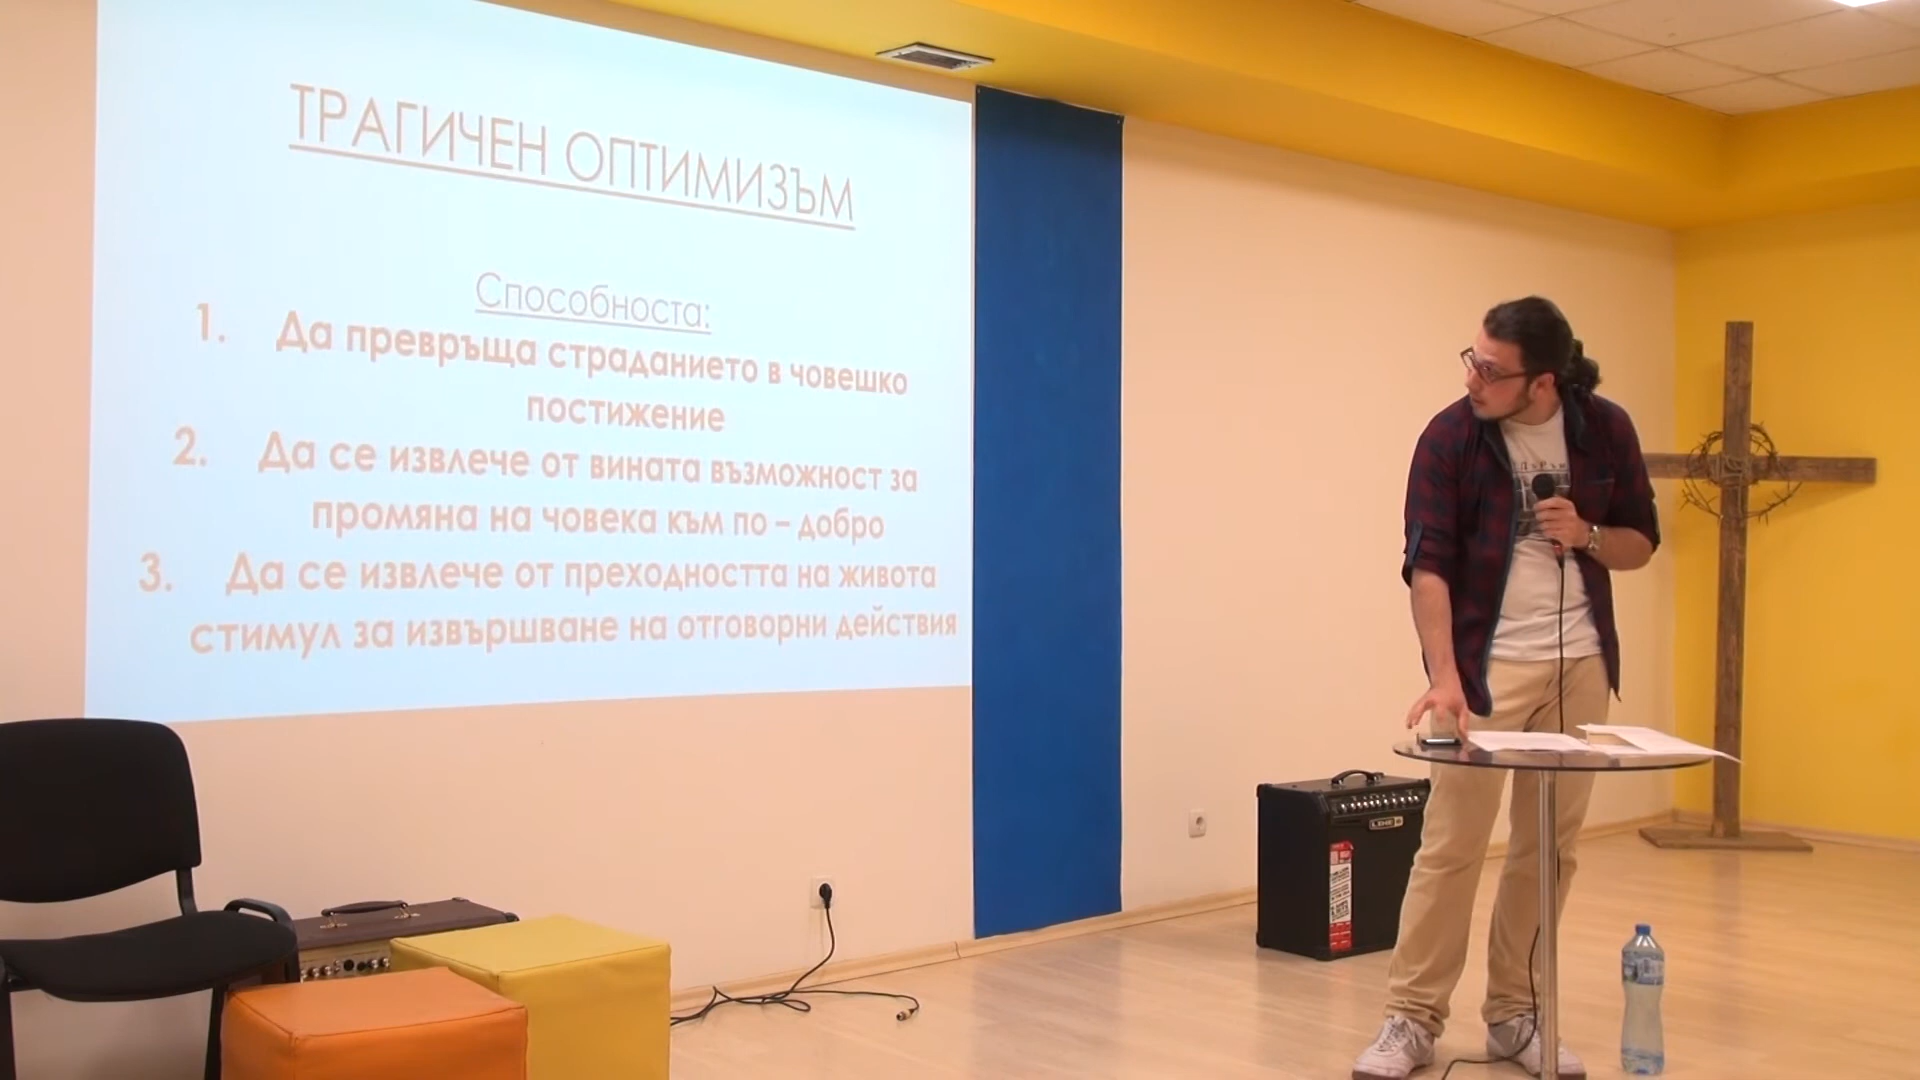 ТРАГИЧЕН ОПТИМИЗЪМ
Способноста:
1. Да превръща страданието в човешко
постижение
2. Да се извлече от вината възможност за
промяна на човека към по – добро
3. Да се извлече от преходността на живота
стимул за извършване на отговорни действия
LINE 6